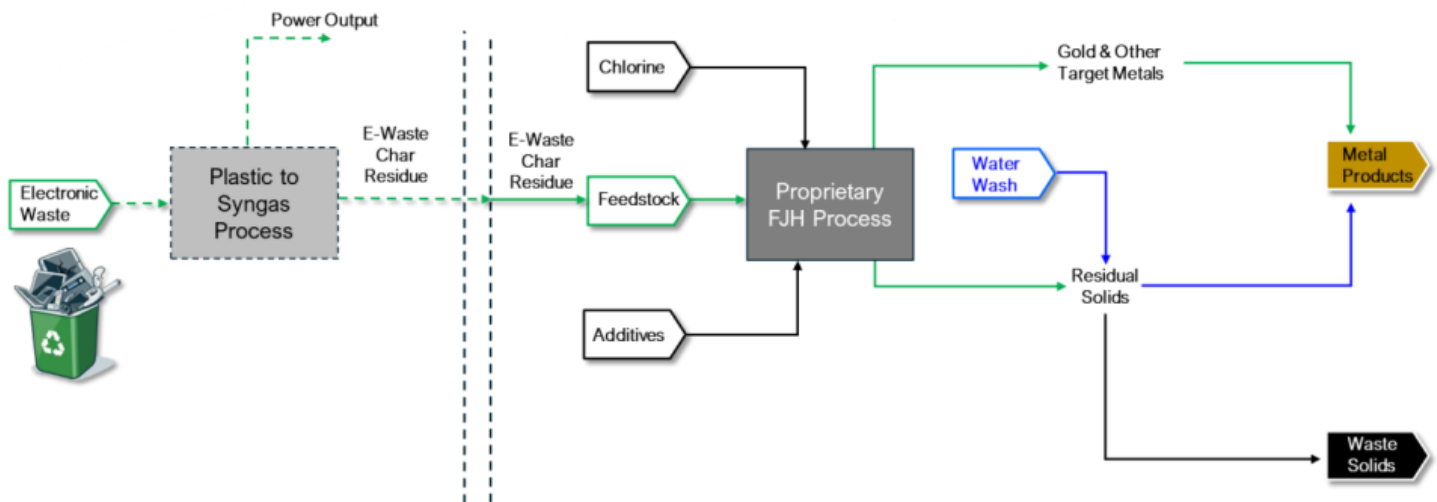 Power Output
Electronic
Waste
Plastic to
Syngas
Process
E-Waste
Char
Residue
E-Waste
Char
Residue
Chlorine
Feedstock
Additives
Proprietary
FJH Process
Gold & Other
Target Metals
Water
Wash
Residual
Solids
Metal
Products
Waste
Solids